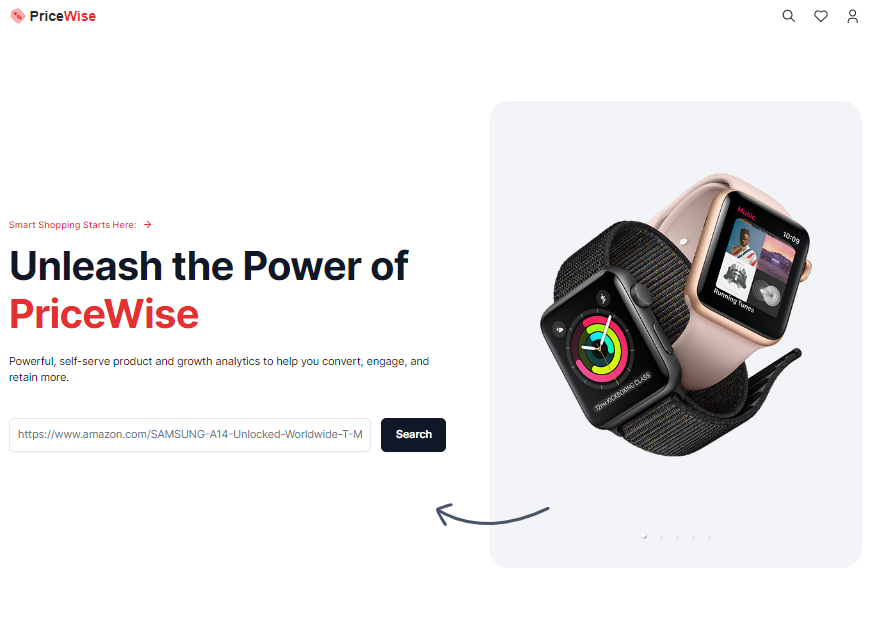 PriceWise
Smart Shopping Starts Here:
Unleash the Power of
PriceWise
Powerful, self-serve product and growth analytics to help you convert, engage, and
retain more.
https://www.amazon.com/SAMSUNG-A14-Unlocked-Worldwide-T-M
Search
Music
10:09
Running Tunes
12PM KICKBOXING CLASS